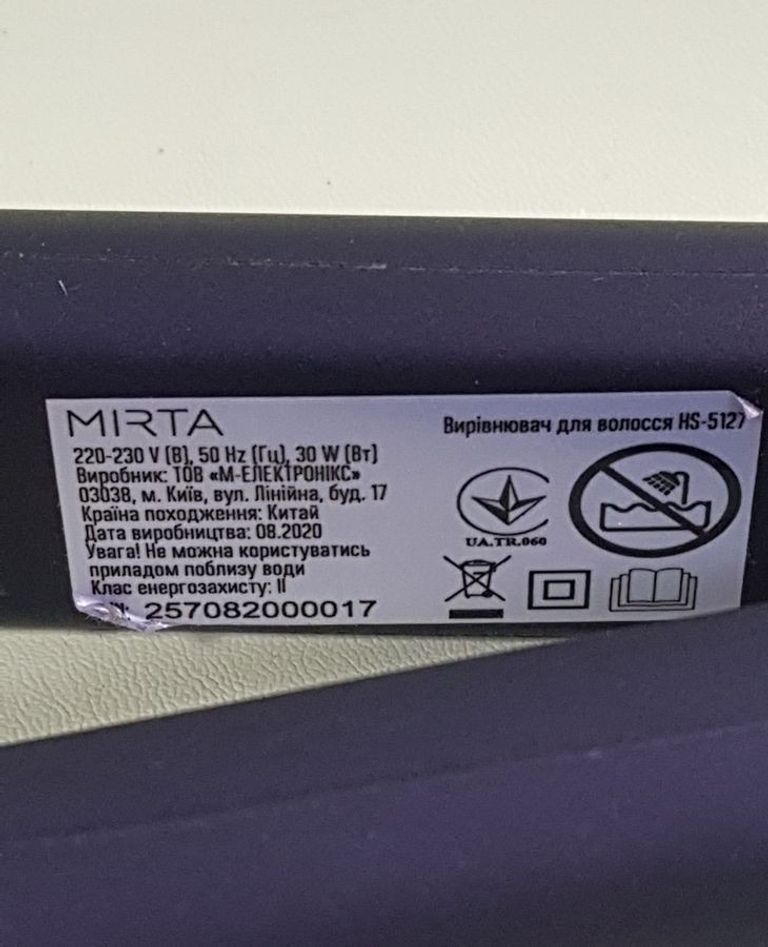 MIRTA
Вирівнювач для волосся HS-5127
220-230 V (В), 50 Hz (Гц), 30 W (Вт)
Виробник: ТОВ «М-ЕЛЕКТРОНІКС»
03038, м. Київ, вул. Лінійна, буд. 17
Країна походження: Китай
Дата виробництва: 08.2020
Увага! Не можна користуватись
приладом поблизу води
Клас енергозахисту: II
257082000017
UA.TR.060